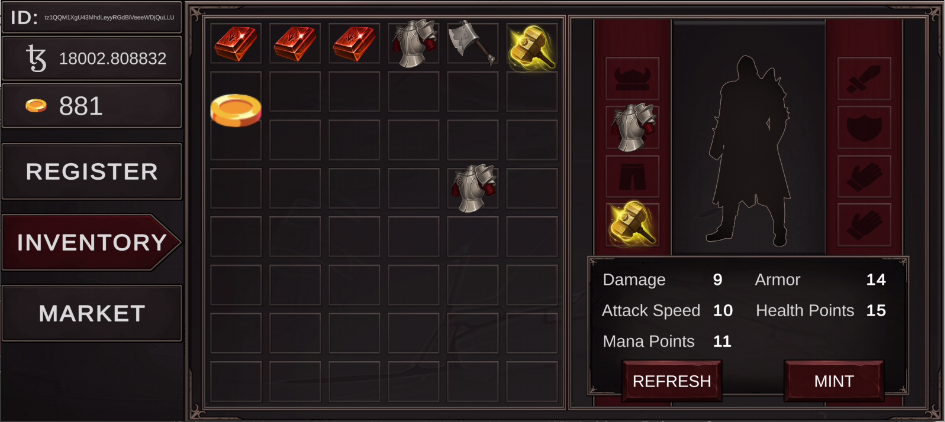 ID:
18002.808832
881
REGISTER
INVENTORY
MARKET
Damage 9 Armor 14
Attack Speed 10 Health Points 15
Mana Points 11
REFRESH MINT